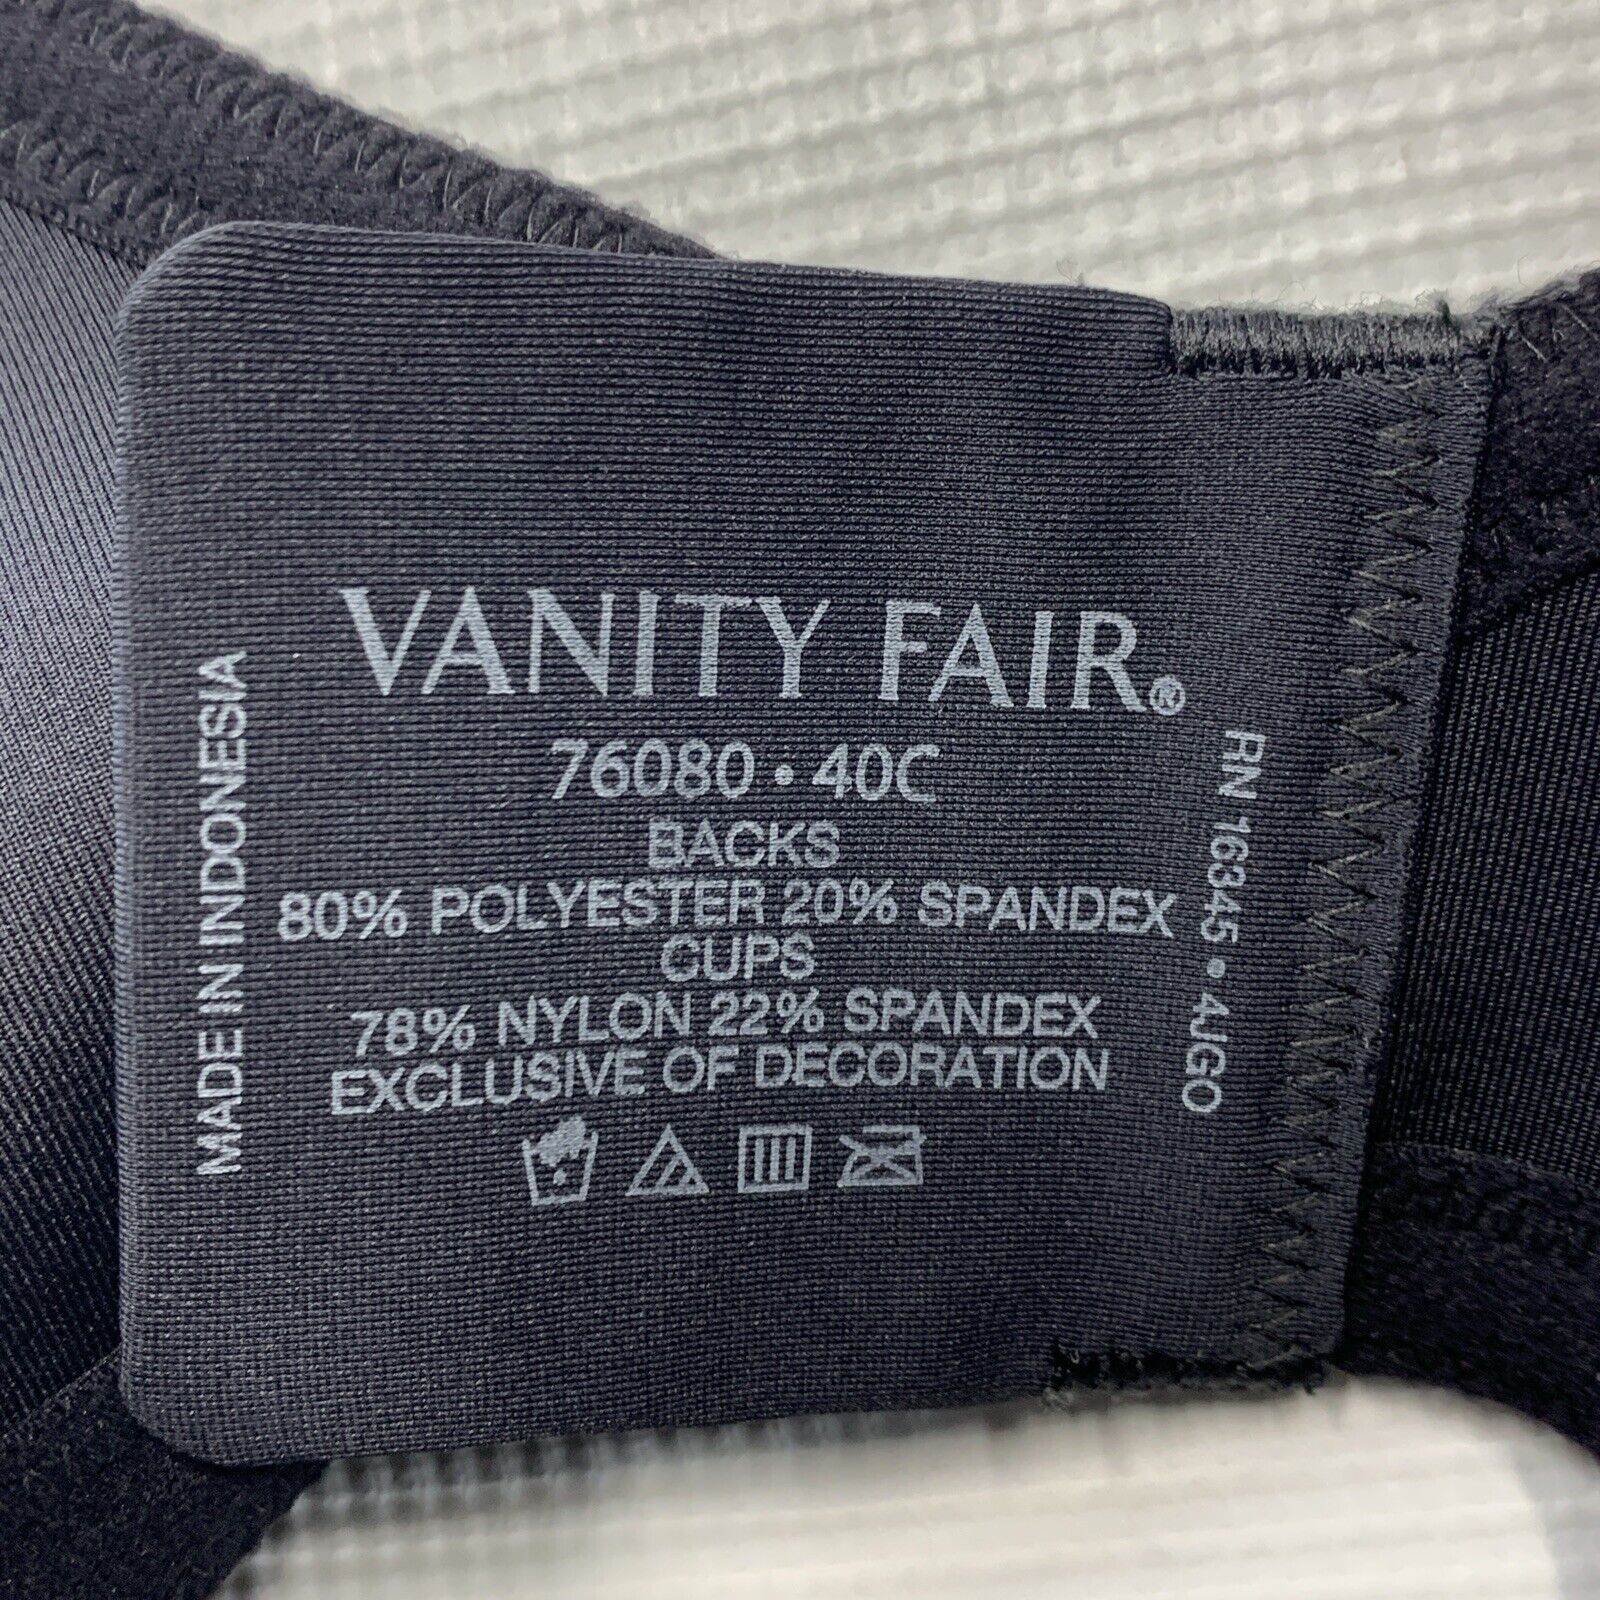 VANITY FAIR®
76080 • 40C
BACKS
80% POLYESTER 20% SPANDEX
CUPS
78% NYLON 22% SPANDEX
EXCLUSIVE OF DECORATION
MADE IN INDONESIA
RN 16345 • 4JGO